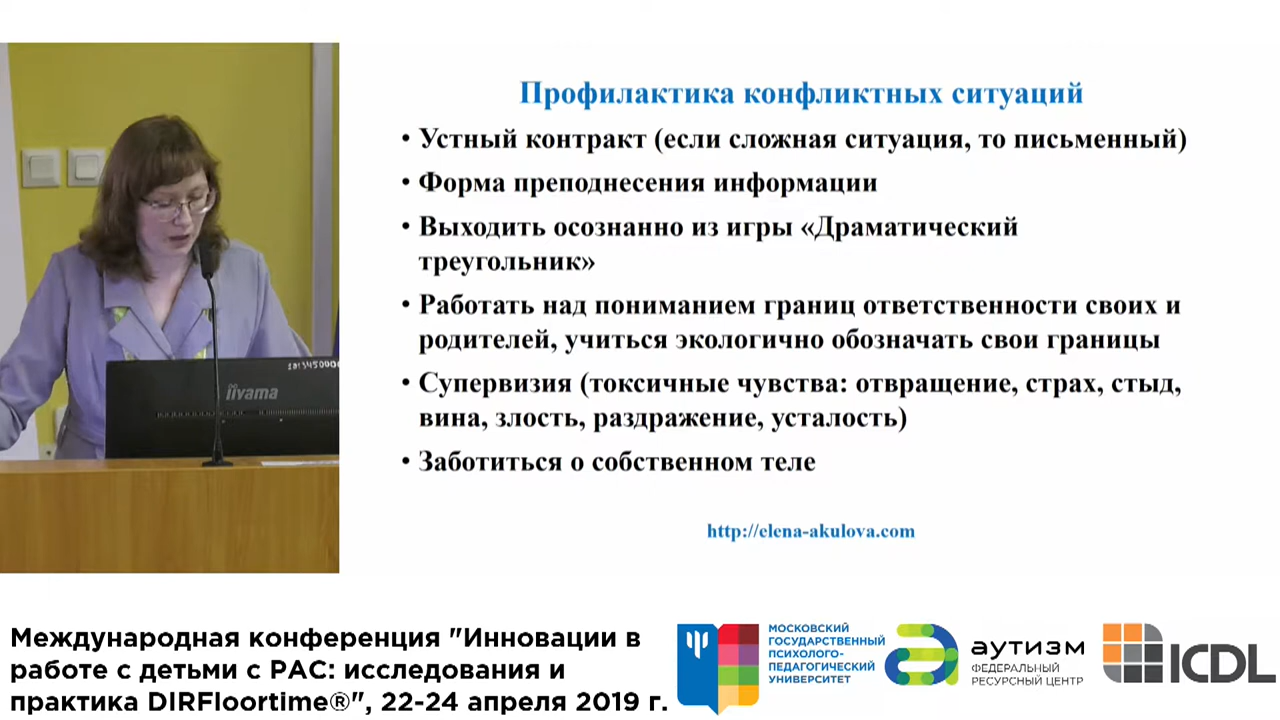 Профилактика конфликтных ситуаций
• Устный контракт (если сложная ситуация, то письменный)
• Форма преподнесения информации
• Выходить осознанно из игры «Драматический
треугольник»
• Работать над пониманием границ ответственности своих и
родителей, учиться экологично обозначать свои границы
• Супервизия (токсичные чувства: отвращение, страх, стыд,
вина, злость, раздражение, усталость)
• Заботиться о собственном теле
http://elena-akulova.com
iiyama
Международная конференция "Инновации в
работе с детьми с РАС: исследования и
практика DIRFloortime®", 22-24 апреля 2019 г.
МОСКОВСКИЙ
ГОСУДАРСТВЕННЫЙ
ПСИХОЛОГО-
ПЕДАГОГИЧЕСКИЙ
УНИВЕРСИТЕТ
аутизм
ФЕДЕРАЛЬНЫЙ
РЕСУРСНЫЙ ЦЕНТР
ICDL